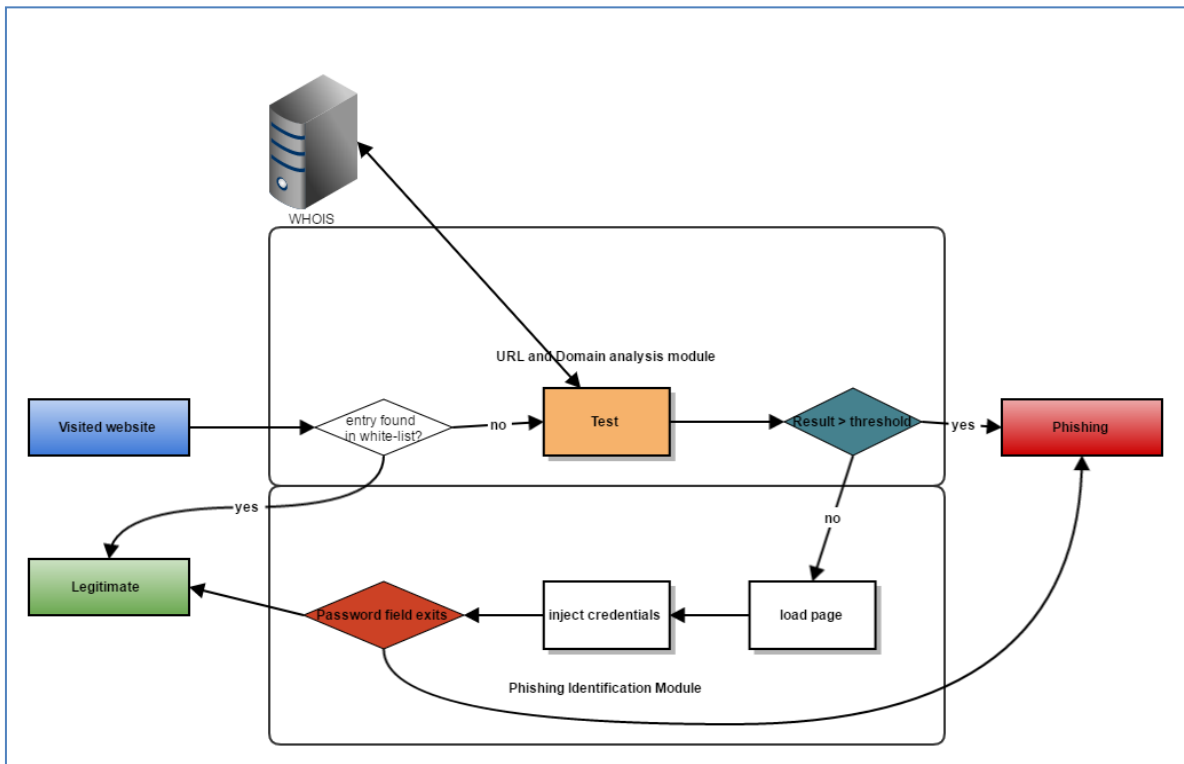 WHOIS
URL and Domain analysis module
Visited website
entry found
in white-list?
no
Test
Result > threshold
yes
Phishing
yes
no
Legitimate
Password field exits
inject credentials
load page
Phishing Identification Module